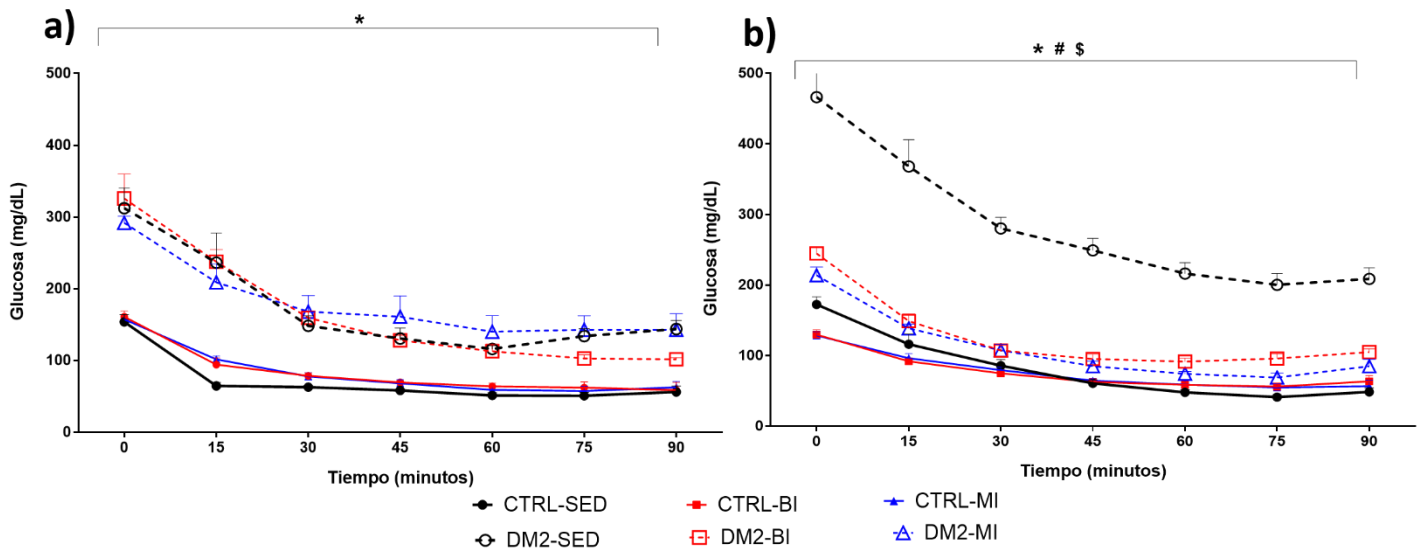 a)
*
500
400
300
200
100
0
Glucosa (mg/dL)
0 15 30 45 60 75 90
Tiempo (minutos)
b)
* # $
500
400
300
200
100
0
Glucosa (mg/dL)
0 15 30 45 60 75 90
Tiempo (minutos)
CTRL-SED CTRL-BI CTRL-MI
DM2-SED DM2-BI DM2-MI